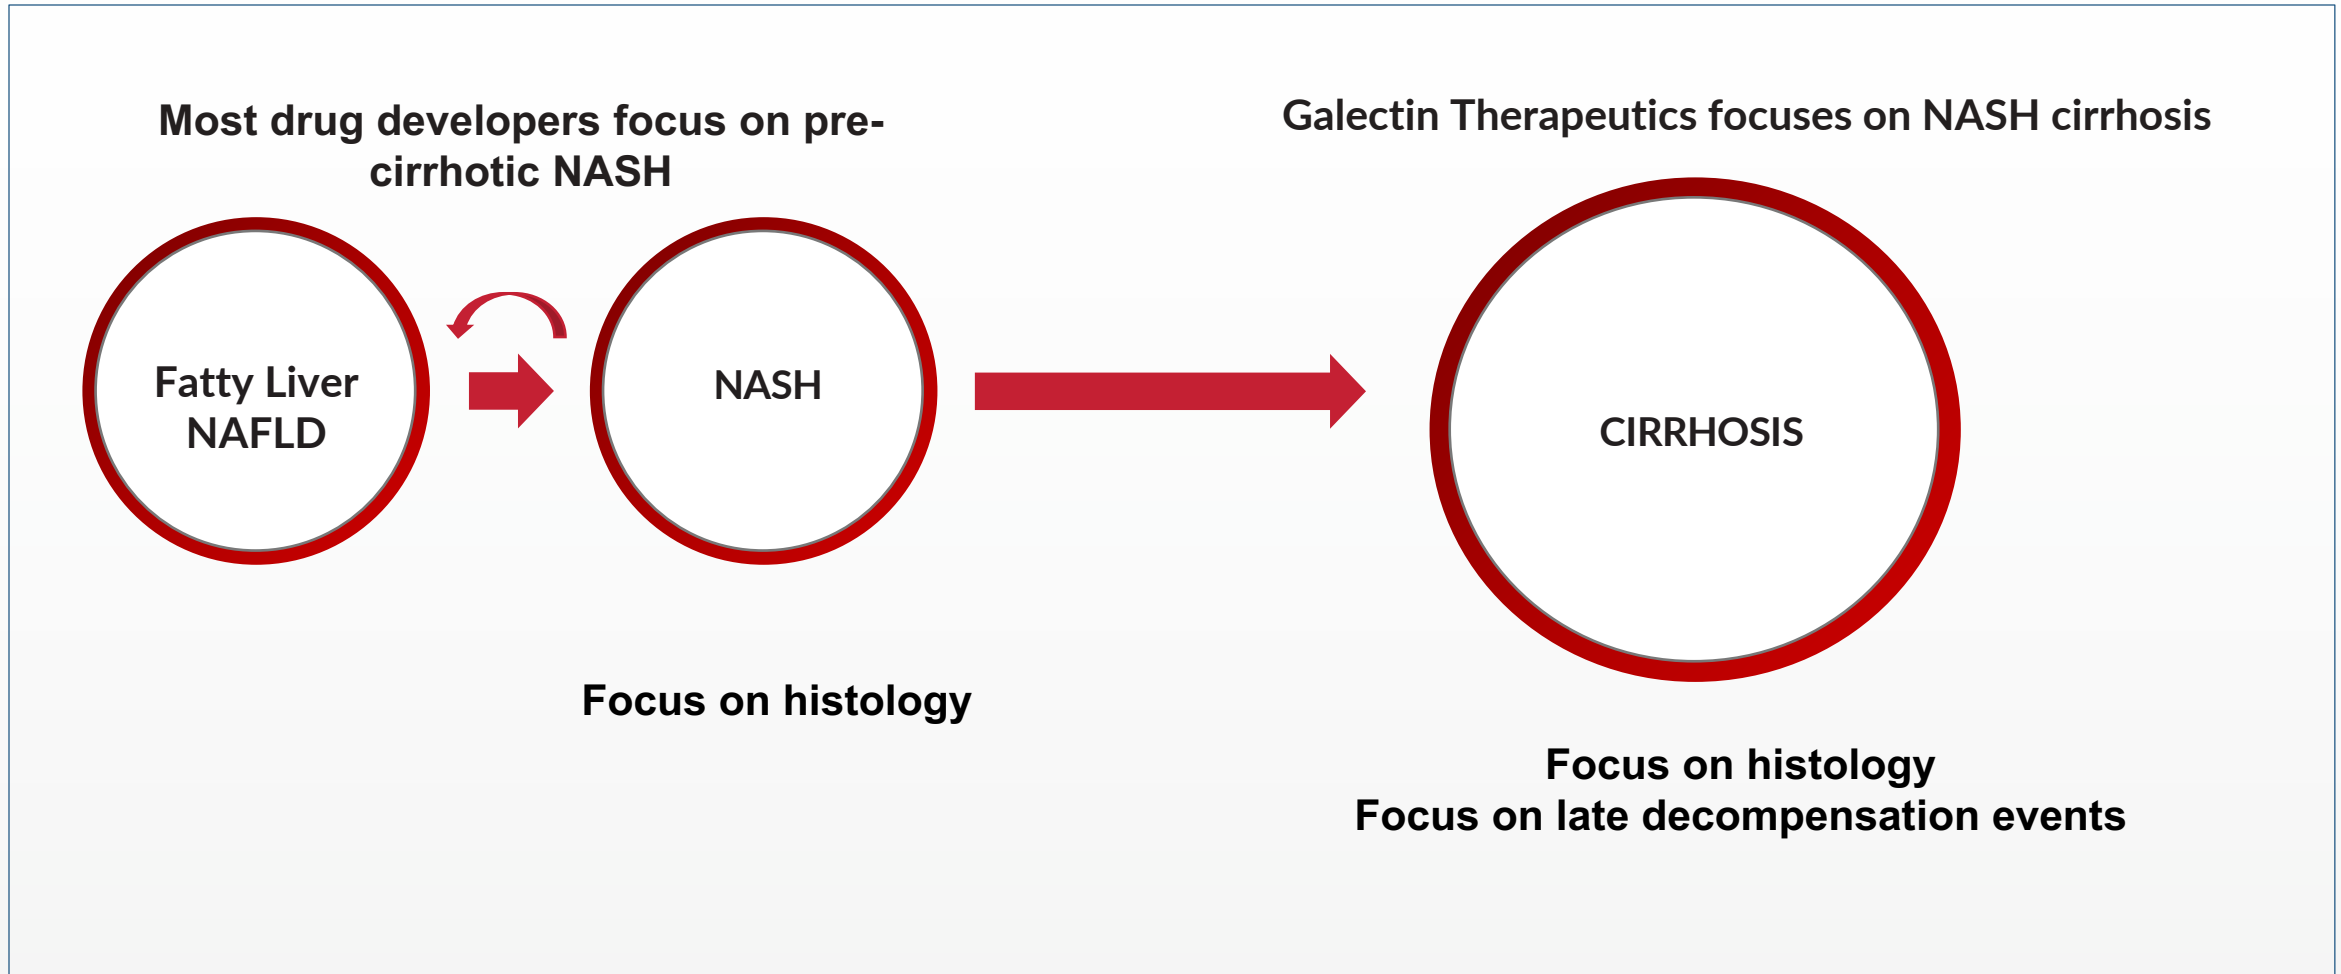 Most drug developers focus on pre-
cirrhotic NASH
Galectin Therapeutics focuses on NASH cirrhosis
Fatty Liver
NAFLD
NASH
CIRRHOSIS
Focus on histology
Focus on histology
Focus on late decompensation events